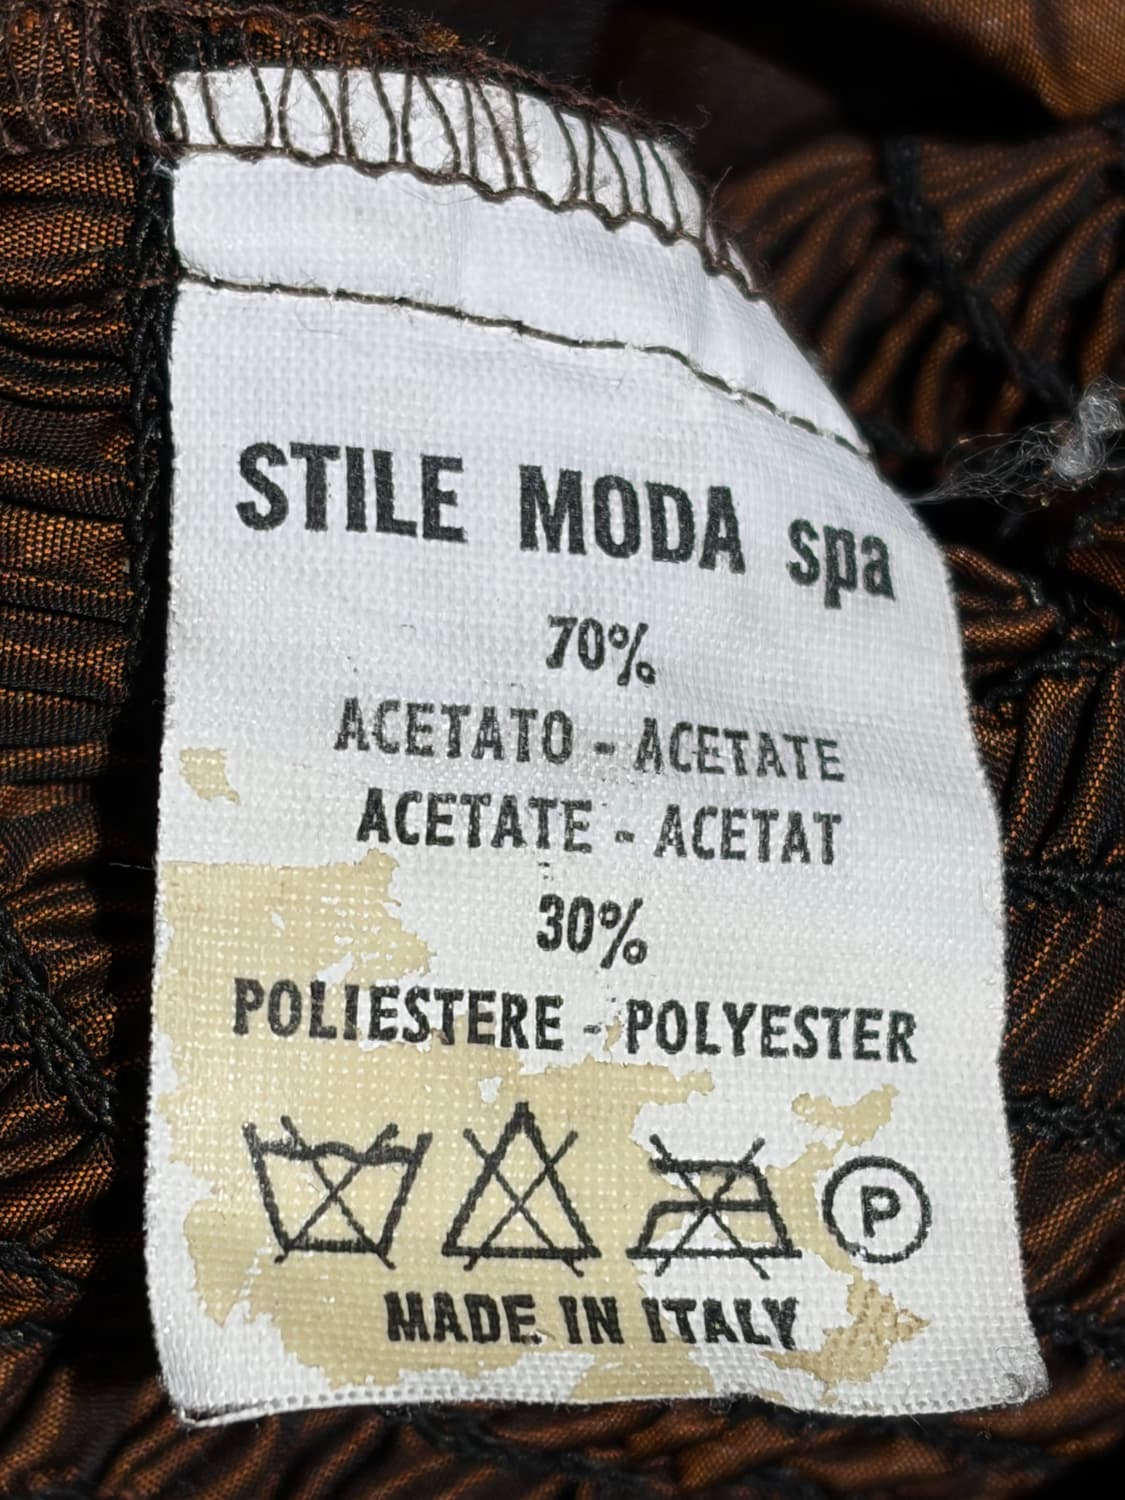 STILE MODA spa
70%
ACETATO - ACETATE
ACETATE - ACETAT
30%
POLIESTERE - POLYESTER
P
MADE IN ITALY